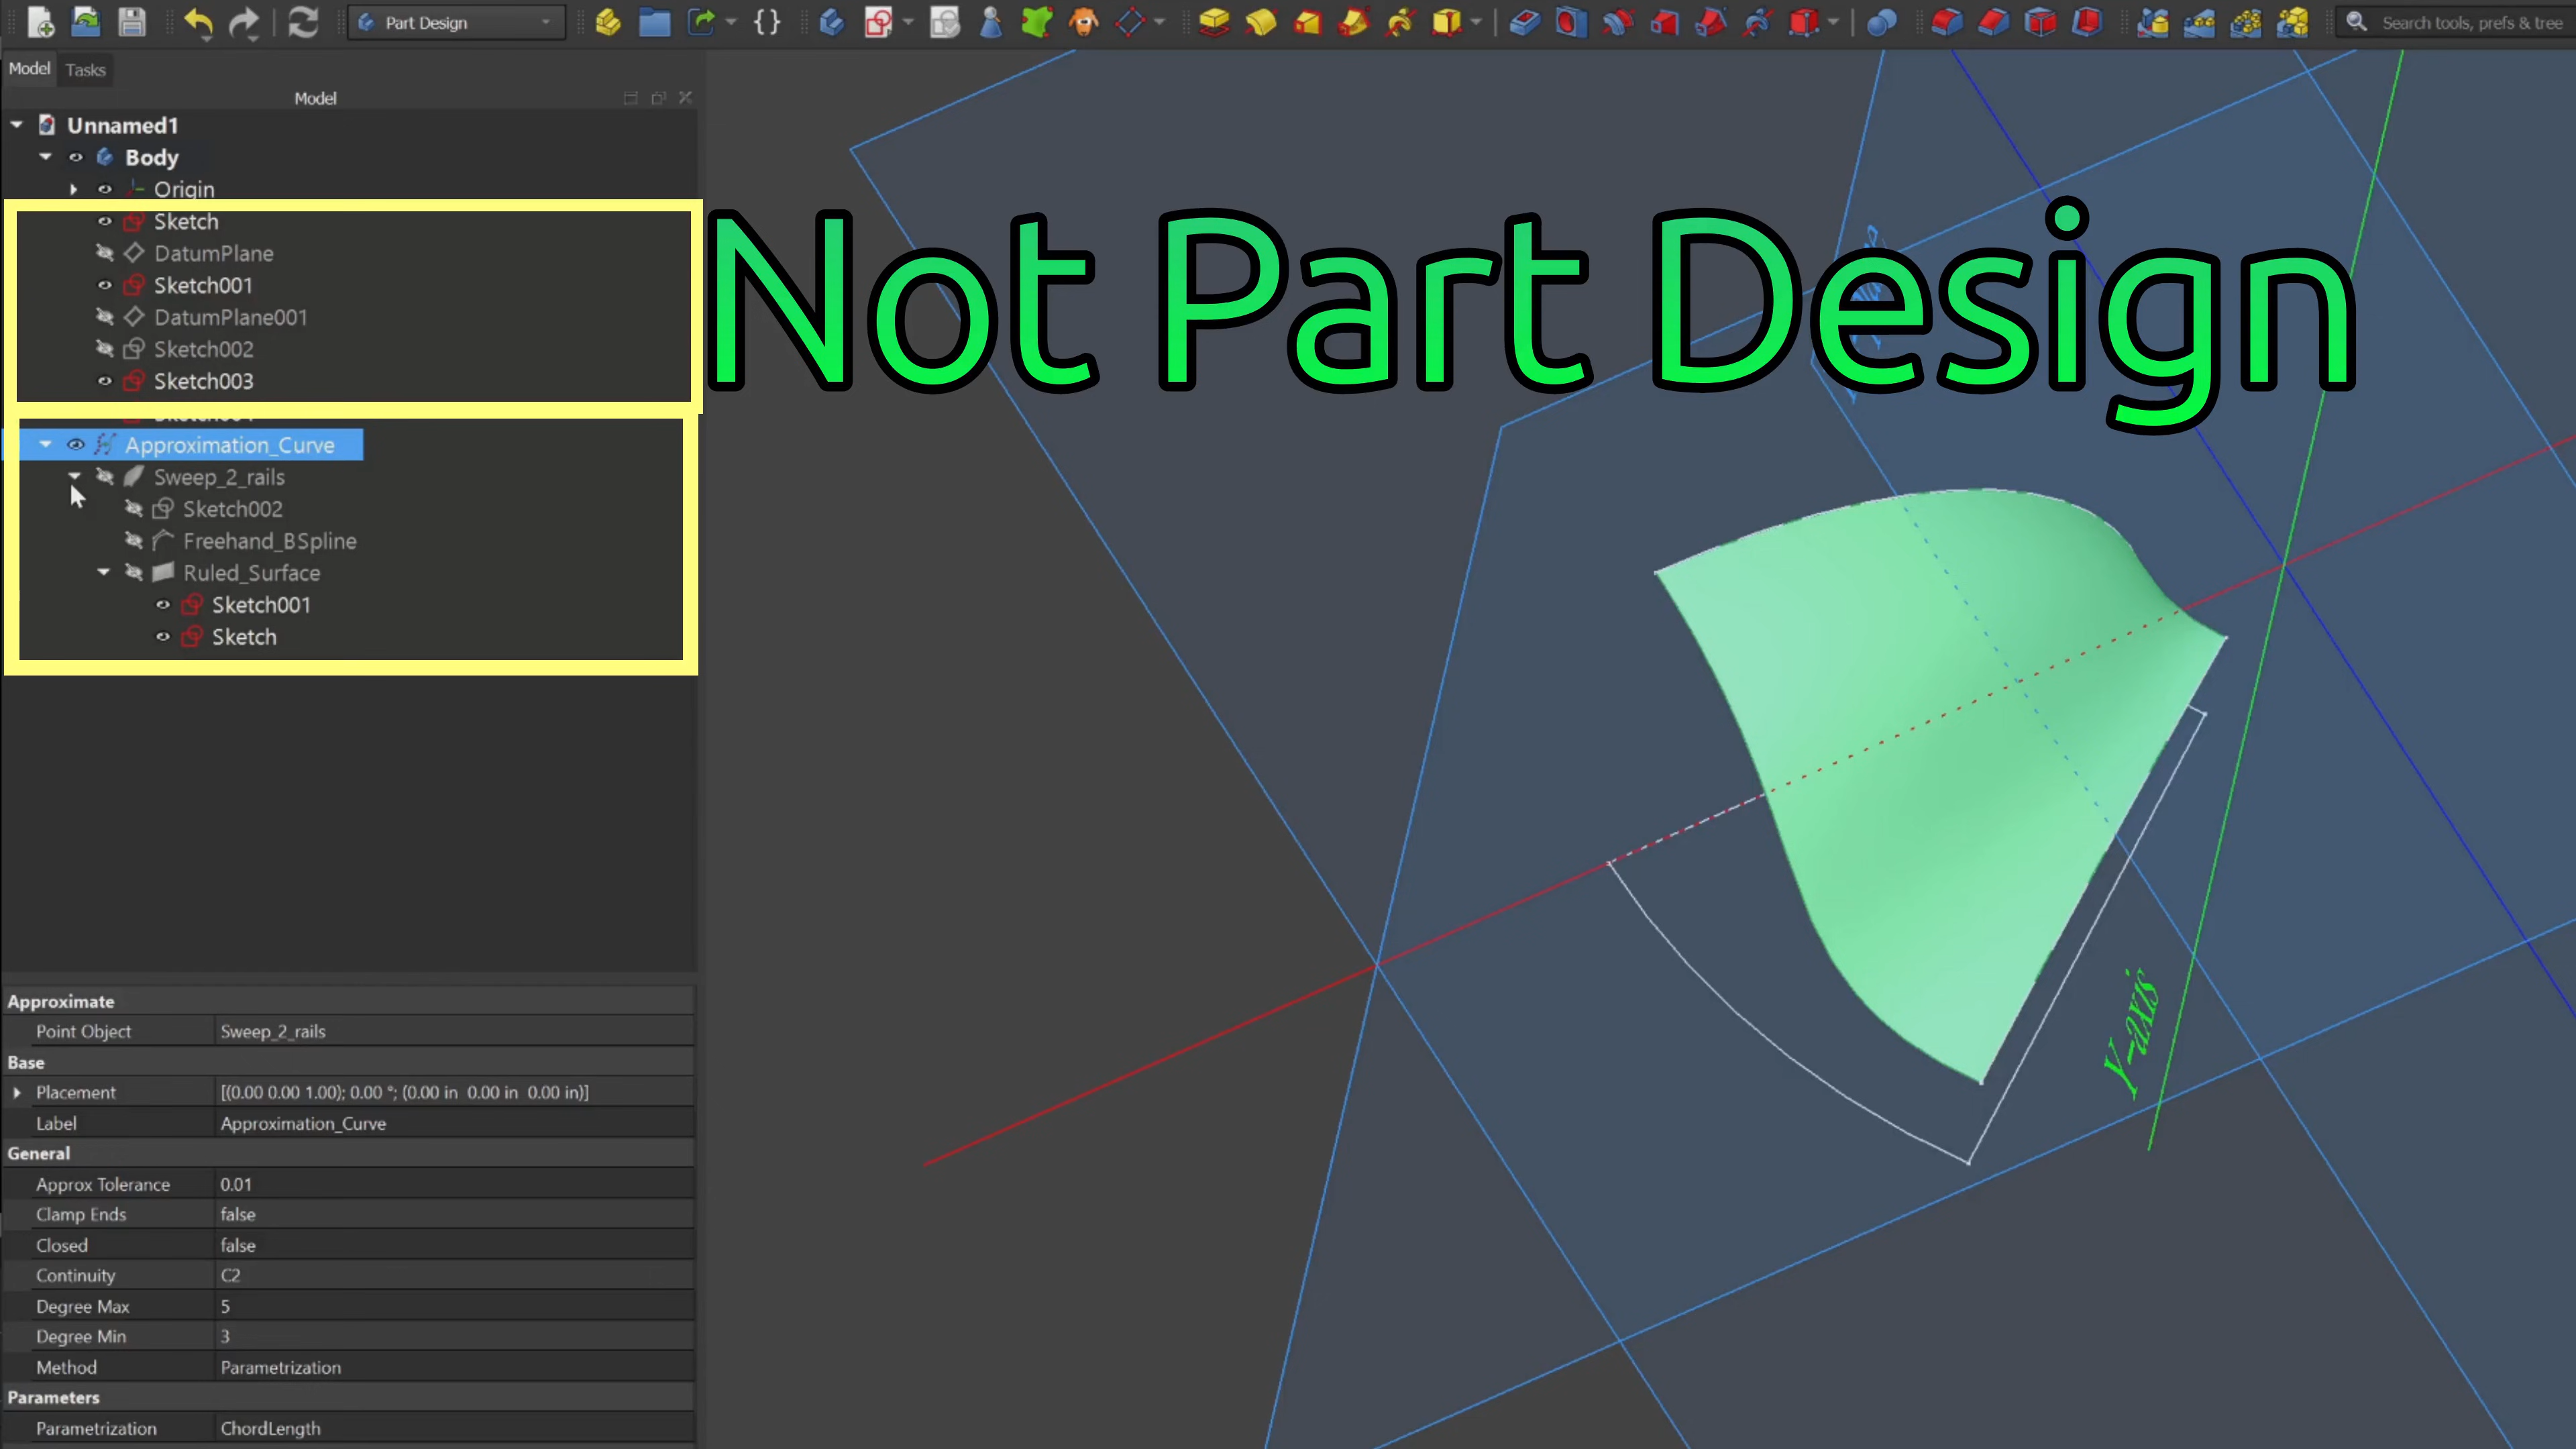 Part Design
{}
Search tools, prefs & tree
Model
Tasks
Model
Unnamed1
Body
Origin
Sketch
DatumPlane
Sketch001
DatumPlane001
Sketch002
Sketch003
Not Part Design
Approximation_Curve
Sweep_2_rails
Sketch002
Freehand_BSpline
Ruled_Surface
Sketch001
Sketch
Y-axis
Approximate
Point Object Sweep_2_rails
Base
Placement [(0.00 0.00 1.00); 0.00 °; (0.00 in 0.00 in 0.00 in)]
Label Approximation_Curve
General
Approx Tolerance 0.01
Clamp Ends false
Closed false
Continuity C2
Degree Max 5
Degree Min 3
Method Parametrization
Parameters
Parametrization ChordLength